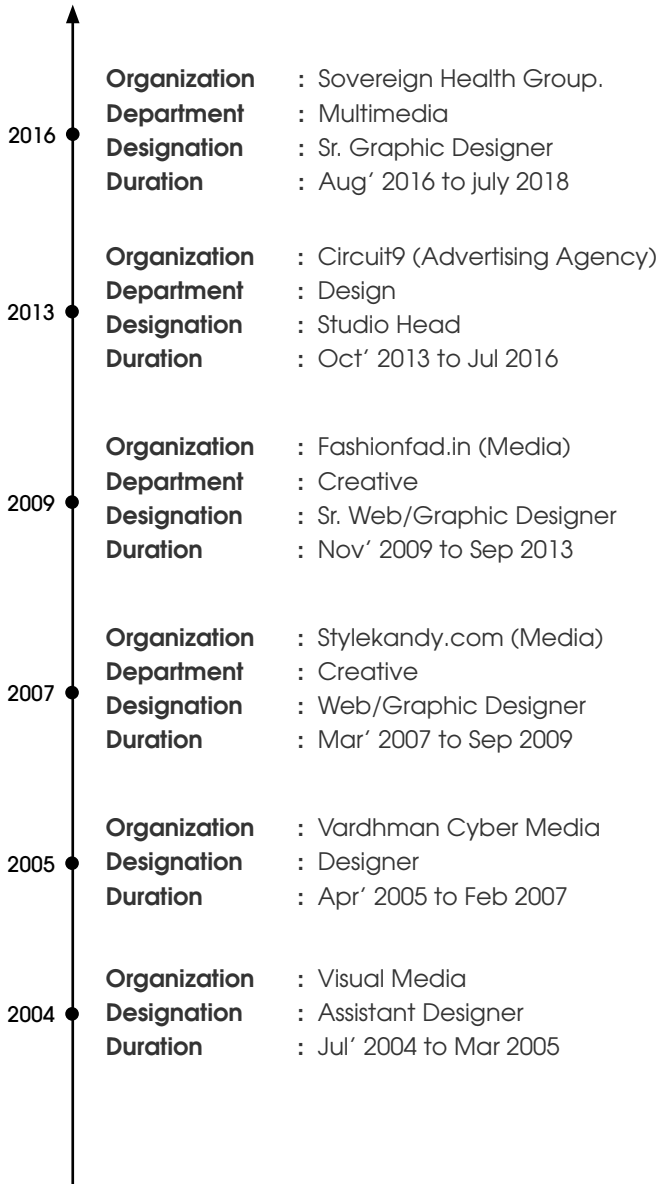 Organization : Sovereign Health Group.
Department : Multimedia
2016
Designation : Sr. Graphic Designer
Duration : Aug’ 2016 to july 2018
Organization : Circuit9 (Advertising Agency)
Department : Design
2013
Designation : Studio Head
Duration : Oct’ 2013 to Jul 2016
Organization : Fashionfad.in (Media)
Department : Creative
2009
Designation : Sr. Web/Graphic Designer
Duration : Nov’ 2009 to Sep 2013
Organization : Stylekandy.com (Media)
Department : Creative
2007
Designation : Web/Graphic Designer
Duration : Mar’ 2007 to Sep 2009
Organization : Vardhman Cyber Media
2005
Designation : Designer
Duration : Apr’ 2005 to Feb 2007
Organization : Visual Media
2004
Designation : Assistant Designer
Duration : Jul’ 2004 to Mar 2005